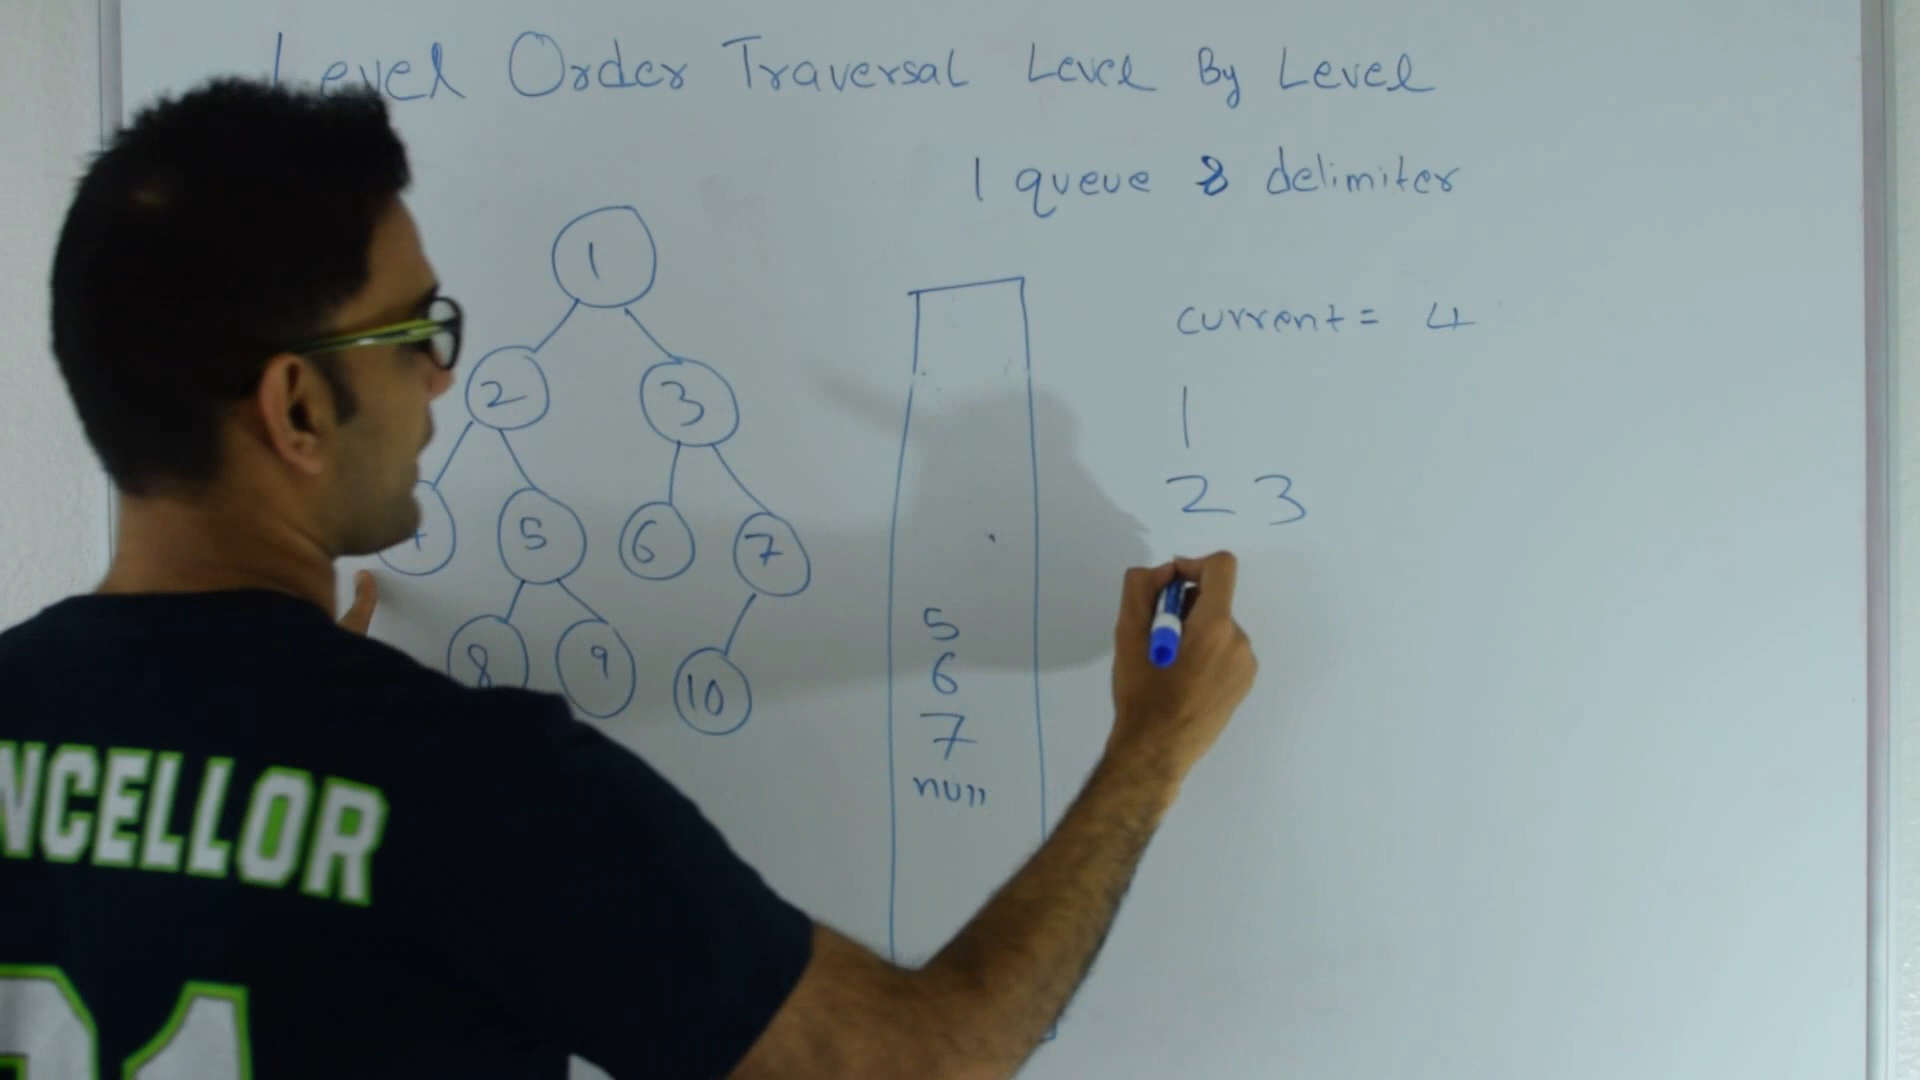 Level Order Traversal Level By Level
1 queue & delimiter
1
current = 4
2 3
1
4 5 6 7
2 3
8 9 10
5
6
7
null
NCELLOR